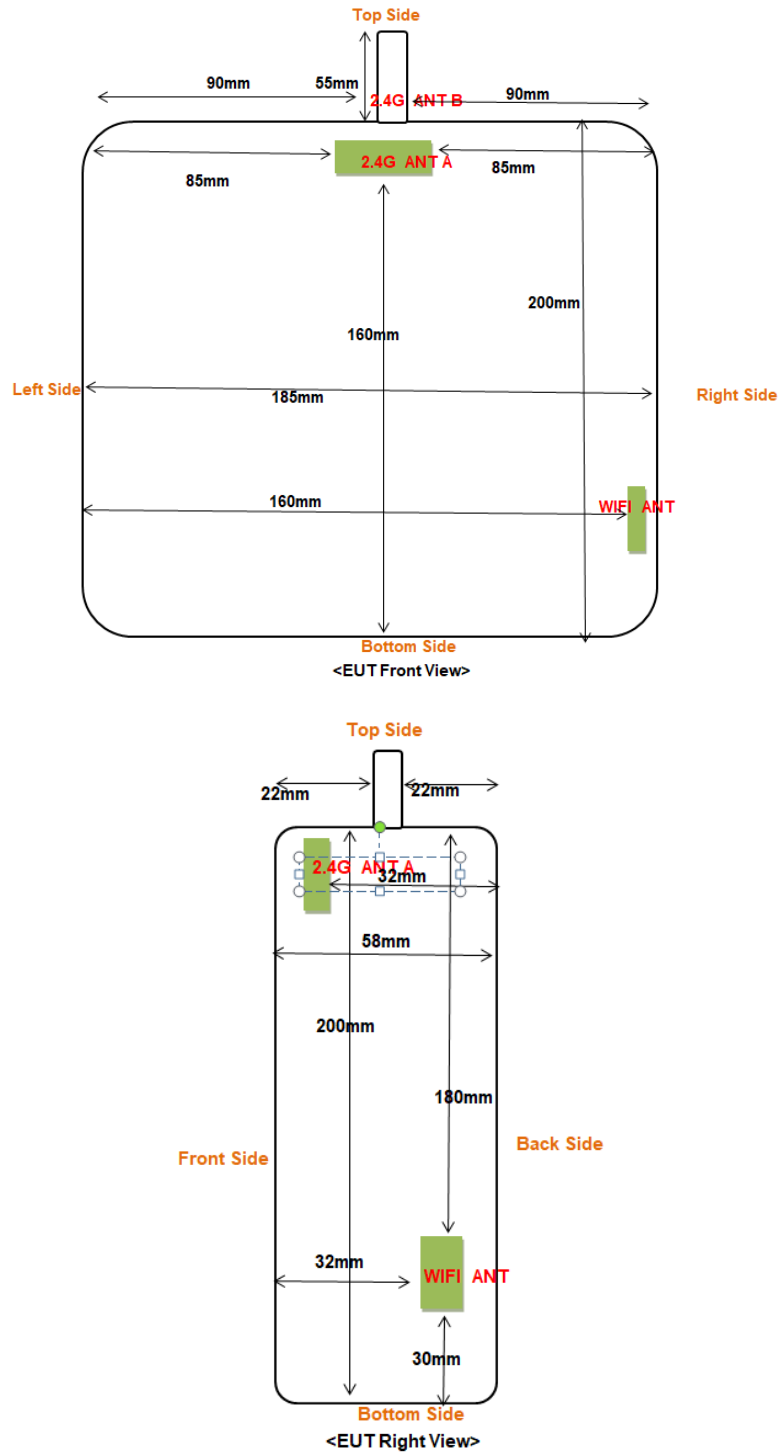 Top Side
90mm
55mm
2.4G ANT B
90mm
2.4G ANT A
85mm
85mm
200mm
160mm
Left Side
185mm
Right Side
160mm
WIFI ANT
Bottom Side
<EUT Front View>
Top Side
22mm
22mm
2.4G ANT A
32mm
58mm
200mm
180mm
Back Side
Front Side
32mm
WIFI ANT
30mm
Bottom Side
<EUT Right View>